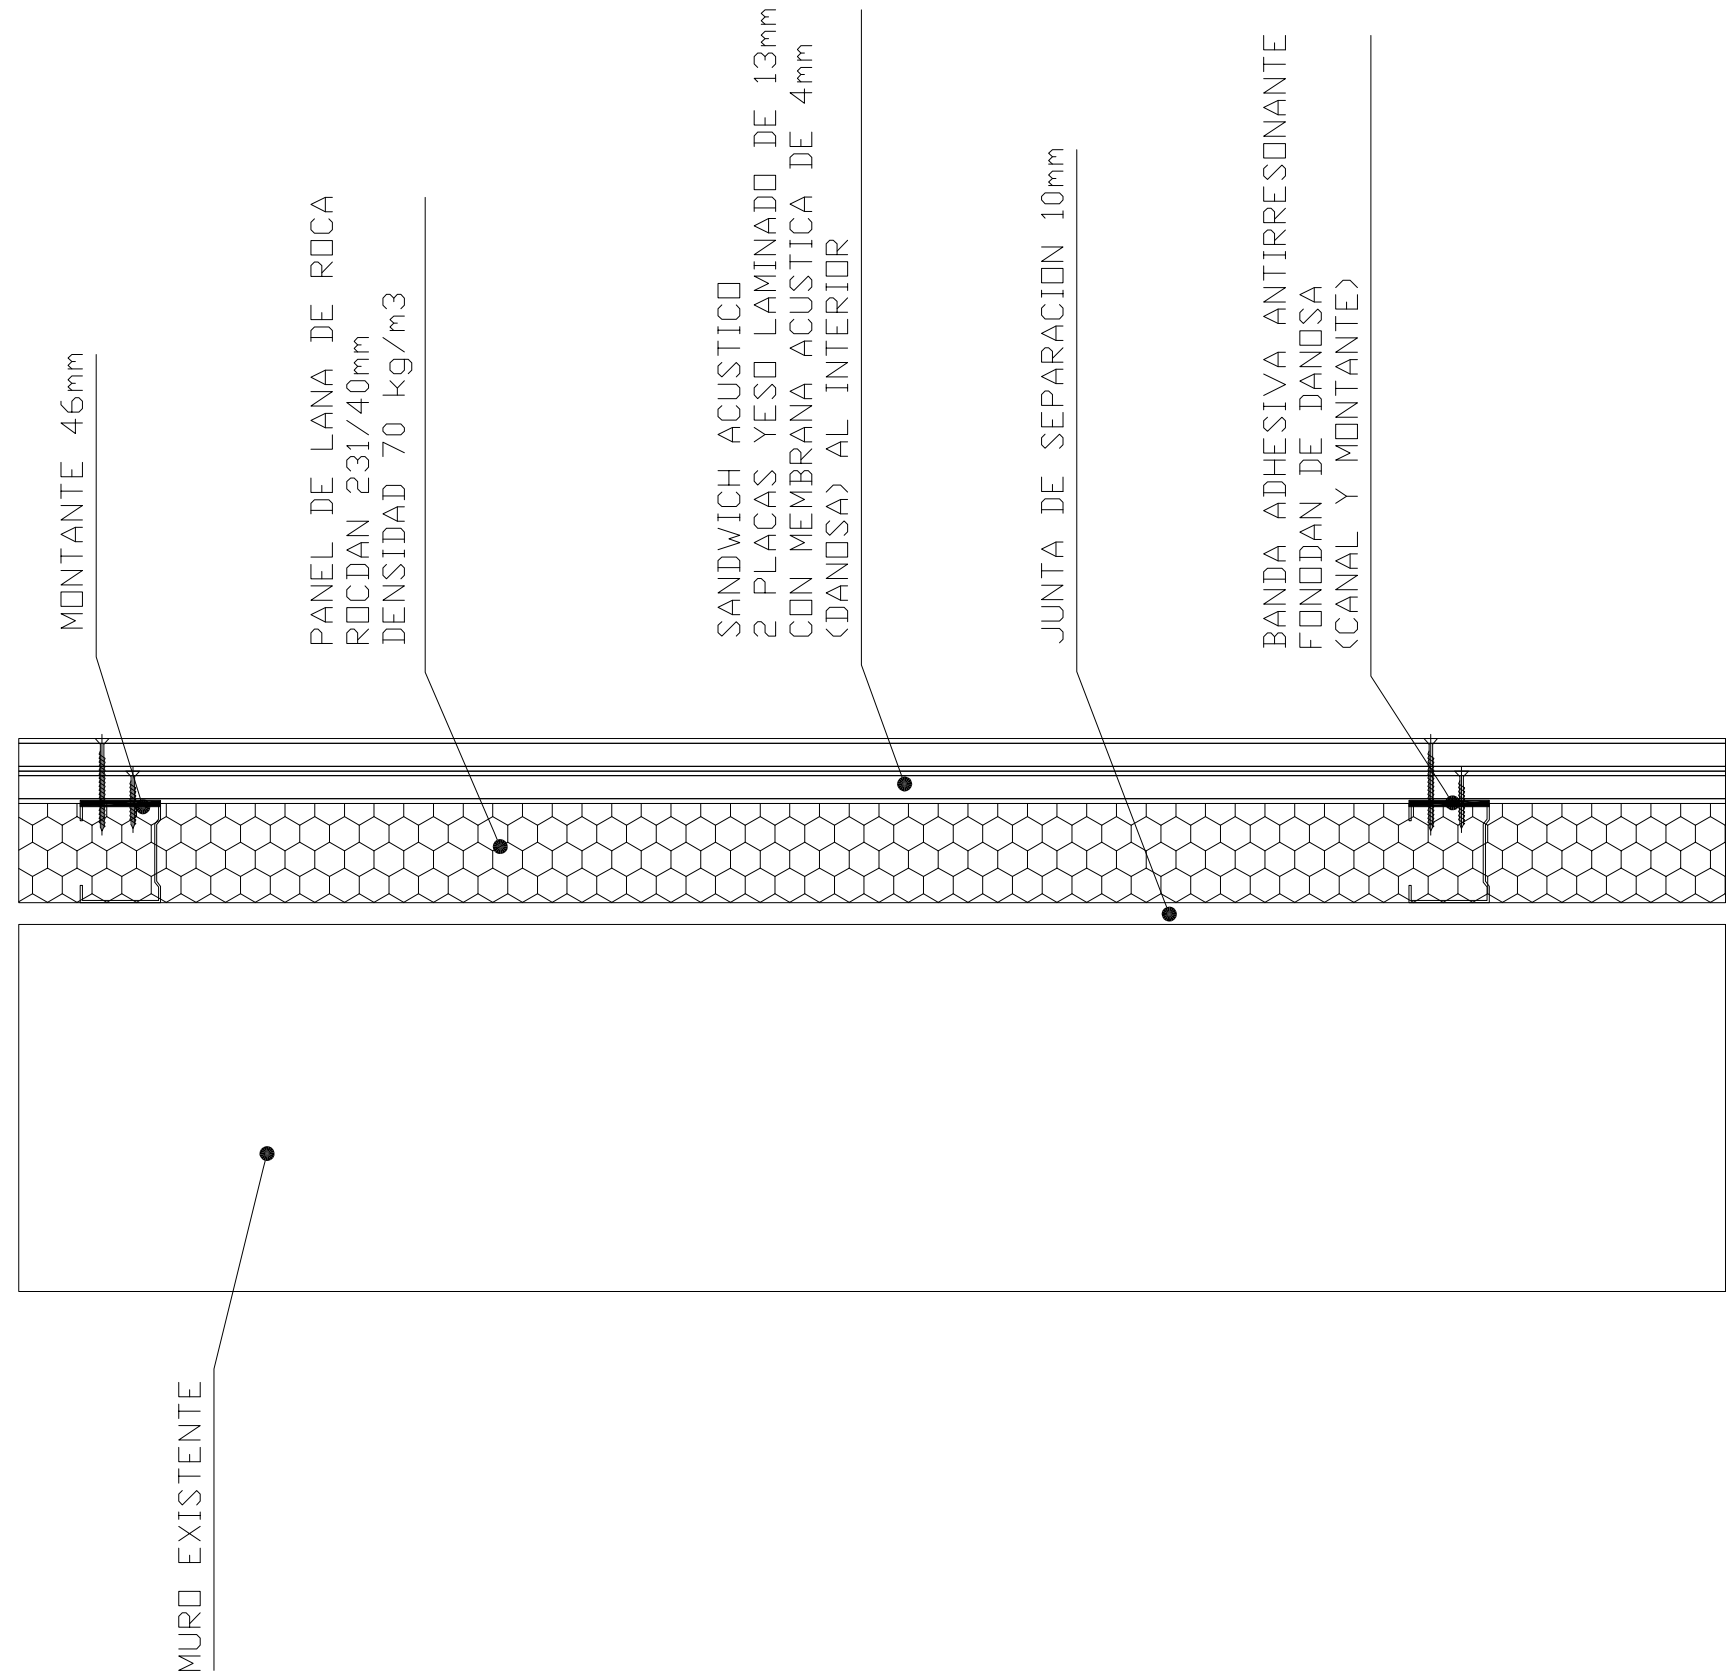 MONTANTE 46mm
PANEL DE LANA DE ROCA
ROCDAN 231/40mm
DENSIDAD 70 kg/m3
SANDWICH ACUSTICO
2 PLACAS YESO LAMINADO DE 13mm
CON MEMBRANA ACUSTICA DE 4mm
(DANOSA) AL INTERIOR
JUNTA DE SEPARACION 10mm
BANDA ADHESIVA ANTIRRESONANTE
FONODAN DE DANOSA
(CANAL Y MONTANTE)
MURO EXISTENTE